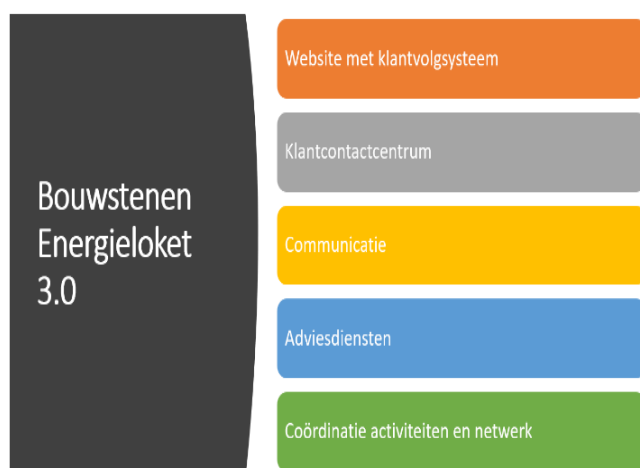 Bouwstenen
Energieloket
3.0
Website met klantvolgsysteem
Klantcontactcentrum
Communicatie
Adviesdiensten
Coördinatie activiteiten en netwerk